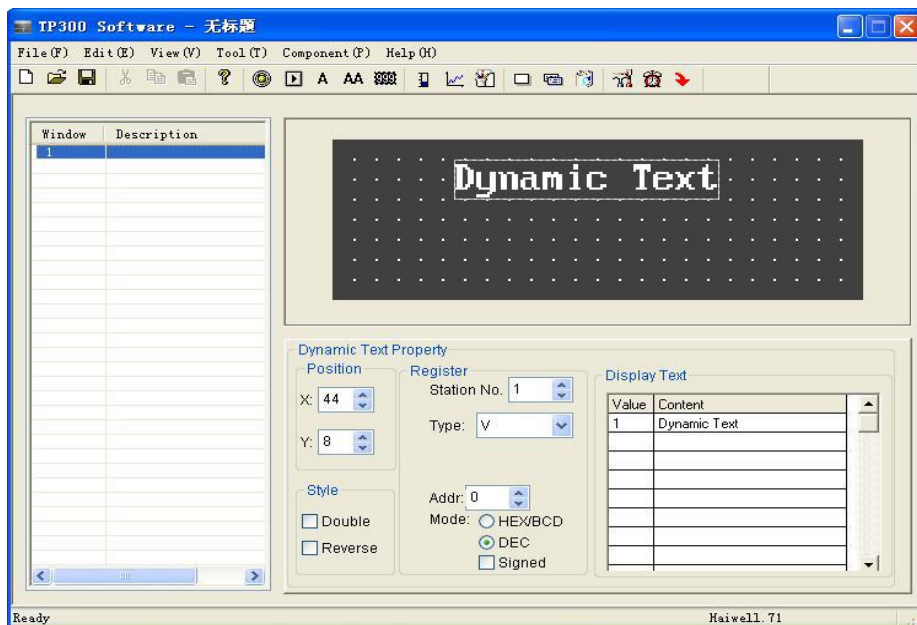 TP300 Software - 无标题
File(F) Edit(E) View(V) Tool(T) Component(P) Help(H)
A AA
Window Description
1
Dynamic Text
Dynamic Text Property
Position
X: 44
Y: 8
Style
Double
Reverse
Register
Station No. 1
Type: V
Addr: 0
Mode: HEX/BCD
DEC
Signed
Display Text
Value Content
1 Dynamic Text
Ready Haiwell.71